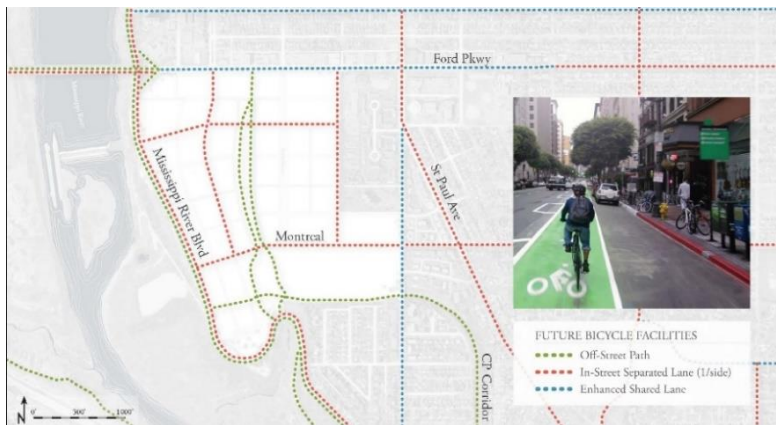 Ford Pkwy
Mississippi River Blvd
St Paul Ave
Montreal
CP Corridor
FUTURE BICYCLE FACILITIES
Off-Street Path
In-Street Separated Lane (1/side)
Enhanced Shared Lane
N
0' 500' 1000'